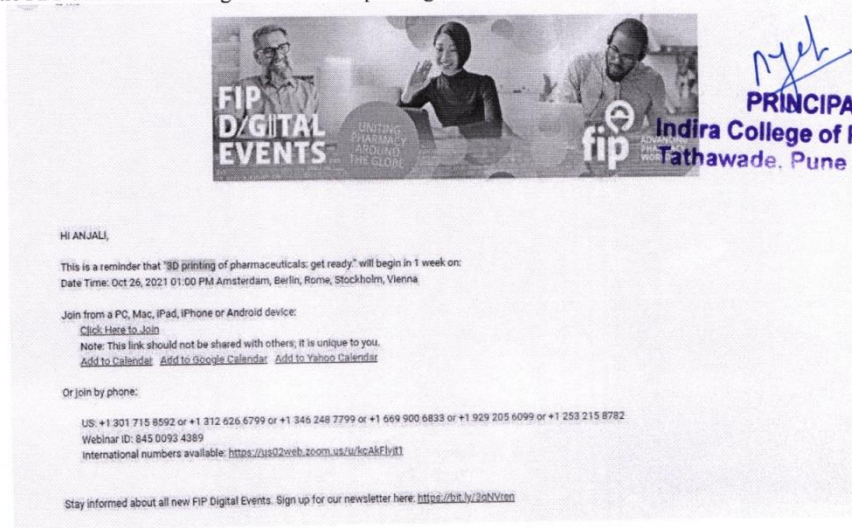 FIP
DIGITAL
EVENTS
UNITING
PHARMACY
AROUND
THE GLOBE
fip
ADVANCING
PRINCIPA
Indira College of P
Tathawade, Pune
HI ANJALI,
This is a reminder that "3D printing of pharmaceuticals: get ready." will begin in 1 week on:
Date Time: Oct 26, 2021 01:00 PM Amsterdam, Berlin, Rome, Stockholm, Vienna
Join from a PC, Mac, iPad, iPhone or Android device:
Click Here to Join
Note: This link should not be shared with others; it is unique to you.
Add to Calendar Add to Google Calendar Add to Yahoo Calendar
Or join by phone:
US: +1 301 715 8592 or +1 312 626 6799 or +1 346 248 7799 or +1 669 900 6833 or +1 929 205 6099 or +1 253 215 8782
Webinar ID: 845 0093 4389
International numbers available: https://us02web.zoom.us/u/kcAkFlvjt1
Stay informed about all new FIP Digital Events. Sign up for our newsletter here: https://bit.ly/3qNVren